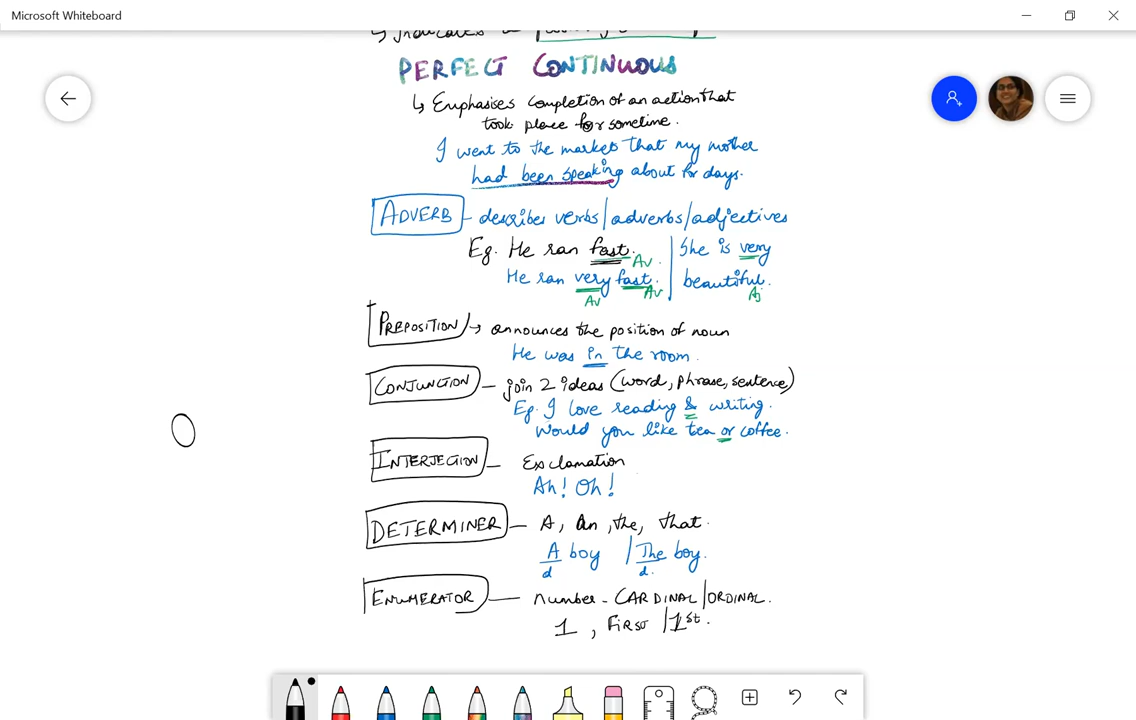 Microsoft Whiteboard
↳ Indicates
PERFECT CONTINUOUS
↳ Emphasises completion of an action that
took place for sometime.
I went to the market that my mother
had been speaking about for days.
ADVERB - describes verbs/adverbs/adjectives
Eg. He ran fast. | She is very
Av
He ran very fast. | beautiful.
Av Av Aj
PREPOSITION → announces the position of noun
He was in the room.
CONJUNCTION - join 2 ideas (word, phrase, sentence)
Eg. I love reading & writing.
Would you like tea or coffee.
INTERJECTION - Exclamation
Ah! Oh!
DETERMINER - A, An, the, that.
A boy / The boy.
d d.
ENUMERATOR - number - CARDINAL/ORDINAL.
1, FIRST / 1st.